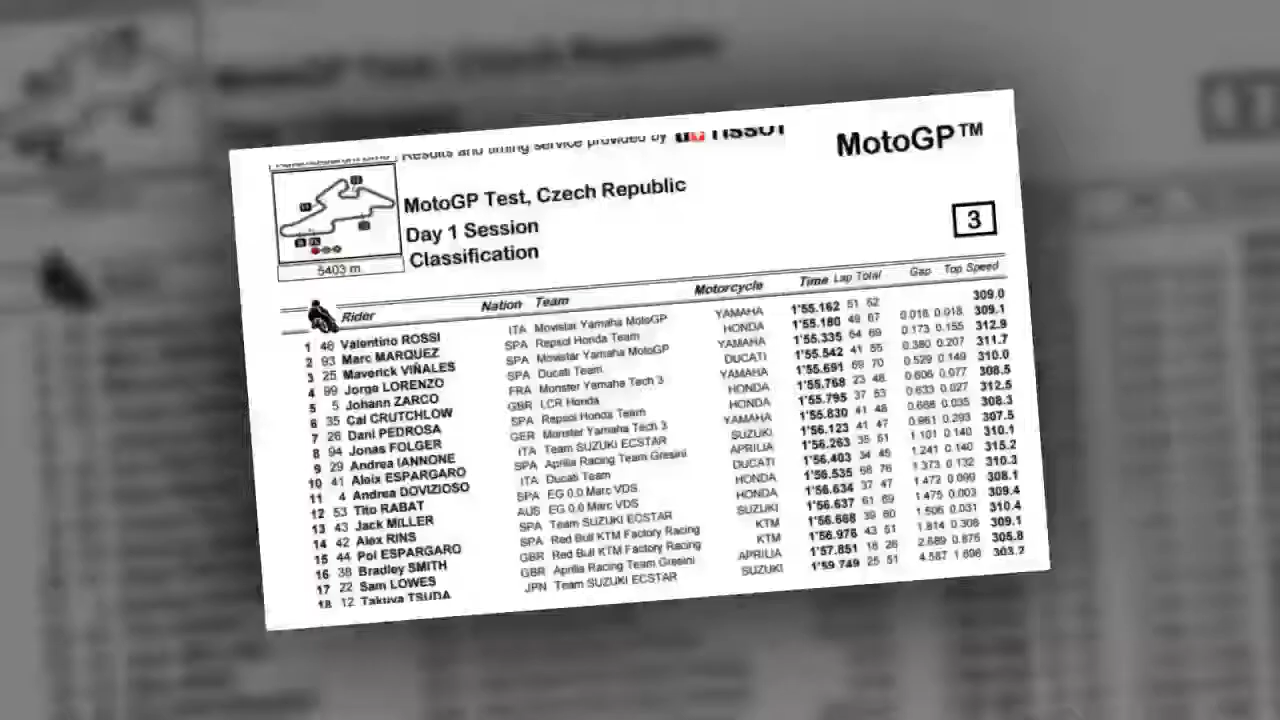 Results and timing service provided by TISSOT
MotoGP™
MotoGP Test, Czech Republic
Day 1 Session
Classification
3
5403 m.
Rider Nation Team Motorcycle Time Lap Total Gap Top Speed
1 46 Valentino ROSSI ITA Movistar Yamaha MotoGP YAMAHA 1'55.162 51 52 309.0
2 93 Marc MARQUEZ SPA Repsol Honda Team HONDA 1'55.180 49 67 0.018 0.018 309.1
3 25 Maverick VIÑALES SPA Movistar Yamaha MotoGP YAMAHA 1'55.335 64 69 0.173 0.155 312.9
4 99 Jorge LORENZO SPA Ducati Team DUCATI 1'55.542 41 55 0.380 0.207 311.7
5 5 Johann ZARCO FRA Monster Yamaha Tech 3 YAMAHA 1'55.691 69 70 0.529 0.149 310.0
6 35 Cal CRUTCHLOW GBR LCR Honda HONDA 1'55.768 23 48 0.606 0.077 308.5
7 26 Dani PEDROSA SPA Repsol Honda Team HONDA 1'55.795 37 53 0.633 0.027 312.5
8 94 Jonas FOLGER GER Monster Yamaha Tech 3 YAMAHA 1'55.830 41 48 0.668 0.035 308.3
9 29 Andrea IANNONE ITA Team SUZUKI ECSTAR SUZUKI 1'56.123 41 47 0.961 0.293 307.5
10 41 Aleix ESPARGARO SPA Aprilia Racing Team Gresini APRILIA 1'56.263 35 51 1.101 0.140 310.1
11 4 Andrea DOVIZIOSO ITA Ducati Team DUCATI 1'56.403 34 45 1.241 0.140 315.2
12 53 Tito RABAT SPA EG 0,0 Marc VDS HONDA 1'56.535 68 76 1.373 0.132 310.3
13 43 Jack MILLER AUS EG 0,0 Marc VDS HONDA 1'56.634 37 47 1.472 0.099 308.1
14 42 Alex RINS SPA Team SUZUKI ECSTAR SUZUKI 1'56.637 61 69 1.475 0.003 309.4
15 44 Pol ESPARGARO SPA Red Bull KTM Factory Racing KTM 1'56.668 39 60 1.506 0.031 310.4
16 38 Bradley SMITH GBR Red Bull KTM Factory Racing KTM 1'56.976 43 51 1.814 0.308 309.1
17 22 Sam LOWES GBR Aprilia Racing Team Gresini APRILIA 1'57.851 18 26 2.689 0.875 305.8
18 12 Takuya TSUDA JPN Team SUZUKI ECSTAR SUZUKI 1'59.749 25 51 4.587 1.898 303.2